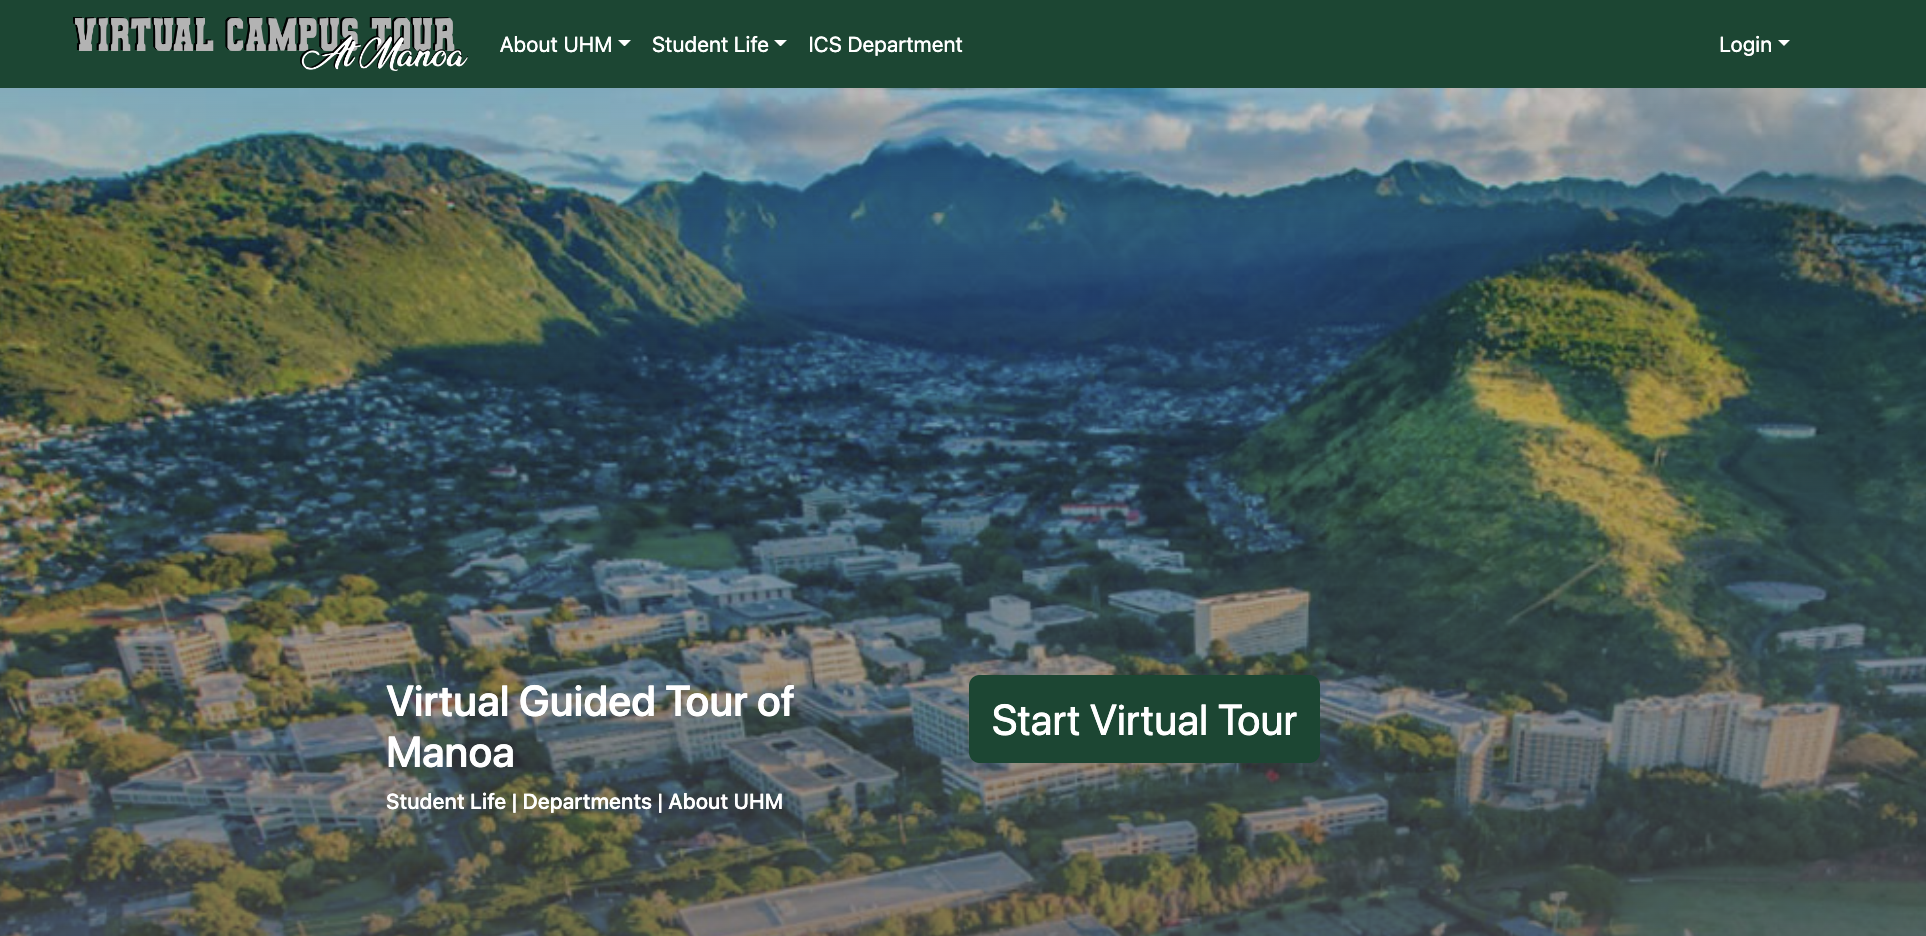 VIRTUAL CAMPUS TOUR
At Manoa
About UHM
Student Life
ICS Department
Login
Virtual Guided Tour of
Manoa
Student Life | Departments | About UHM
Start Virtual Tour